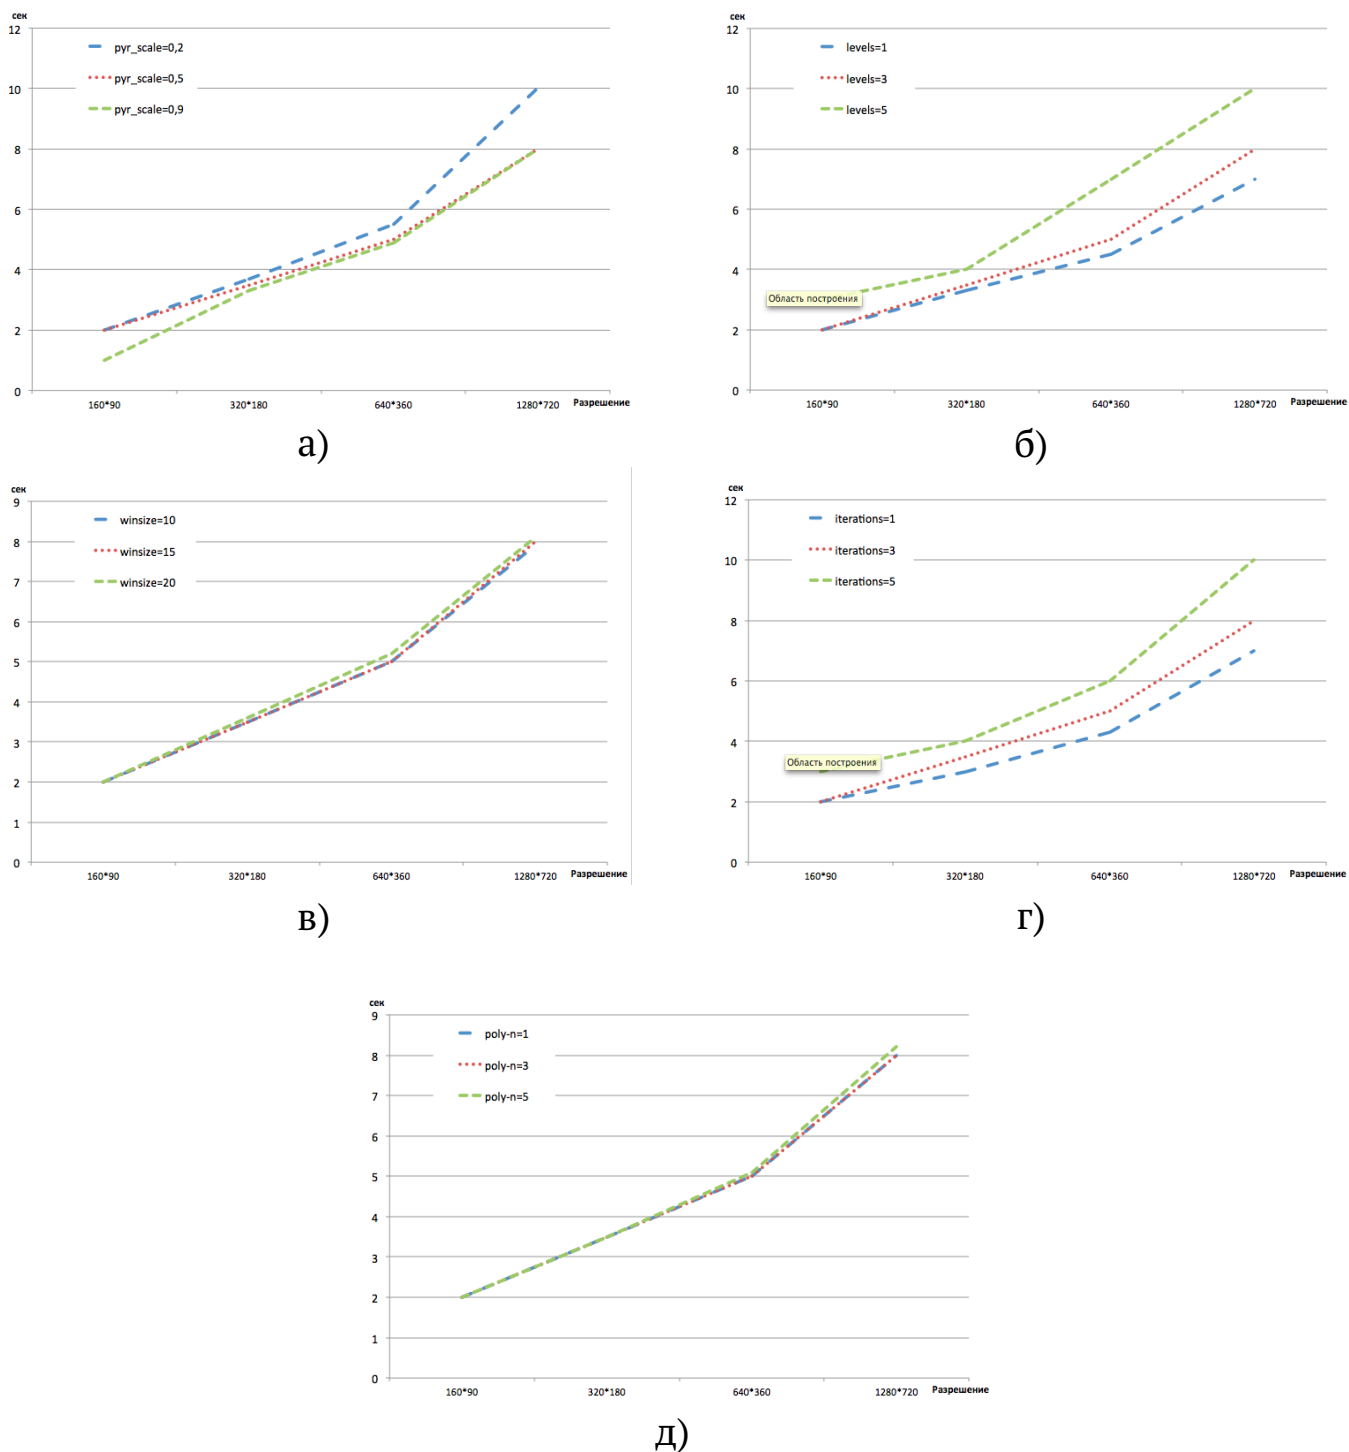 сек
12
10
8
6
4
2
0
pyr_scale=0,2
pyr_scale=0,5
pyr_scale=0,9
160*90 320*180 640*360 1280*720 Разрешение
а)
сек
12
10
8
6
4
2
0
levels=1
levels=3
levels=5
Область построения
160*90 320*180 640*360 1280*720 Разрешение
б)
сек
9
8
7
6
5
4
3
2
1
0
winsize=10
winsize=15
winsize=20
160*90 320*180 640*360 1280*720 Разрешение
в)
сек
12
10
8
6
4
2
0
iterations=1
iterations=3
iterations=5
Область построения
160*90 320*180 640*360 1280*720 Разрешение
г)
сек
9
8
7
6
5
4
3
2
1
0
poly-n=1
poly-n=3
poly-n=5
160*90 320*180 640*360 1280*720 Разрешение
д)